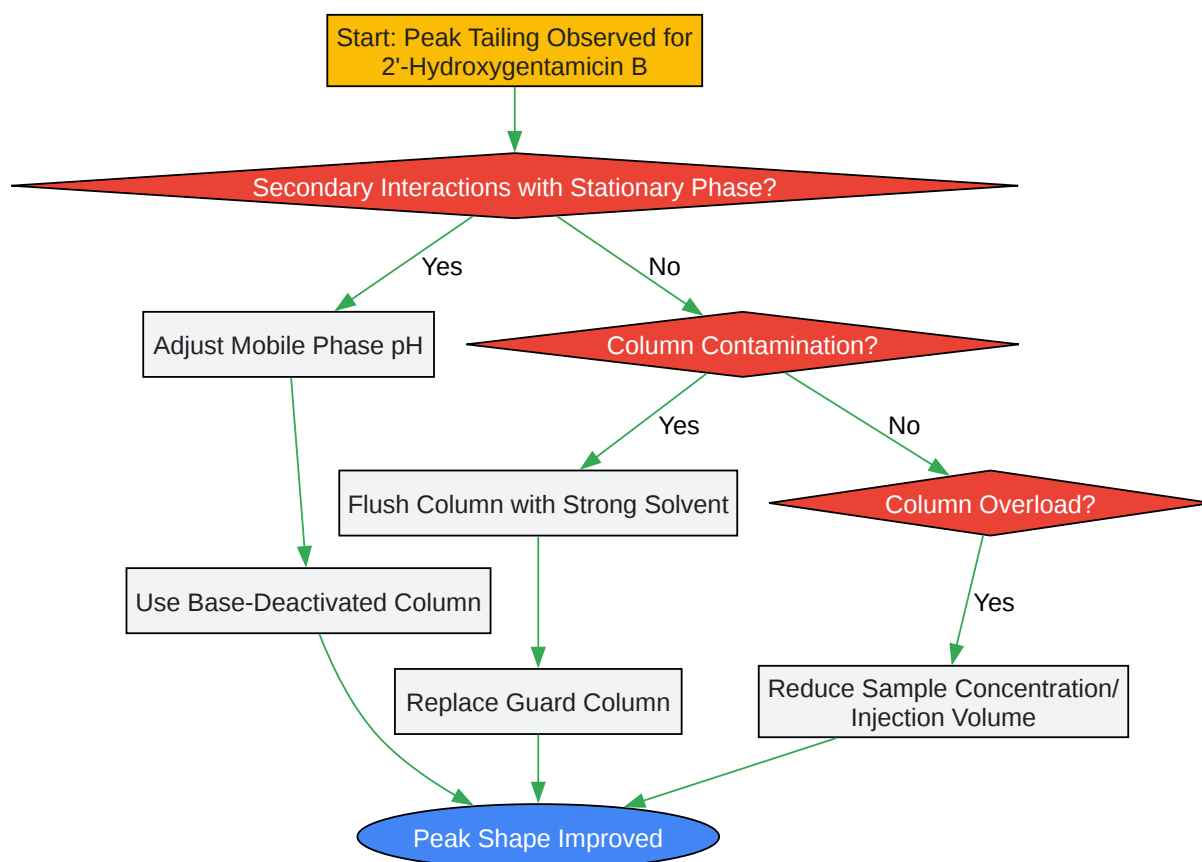 Start: Peak Tailing Observed for
2'-Hydroxygentamicin B
Secondary Interactions with Stationary Phase?
Yes
No
Adjust Mobile Phase pH
Column Contamination?
Yes
No
Flush Column with Strong Solvent
Column Overload?
Use Base-Deactivated Column
Yes
Replace Guard Column
Reduce Sample Concentration/
Injection Volume
Peak Shape Improved